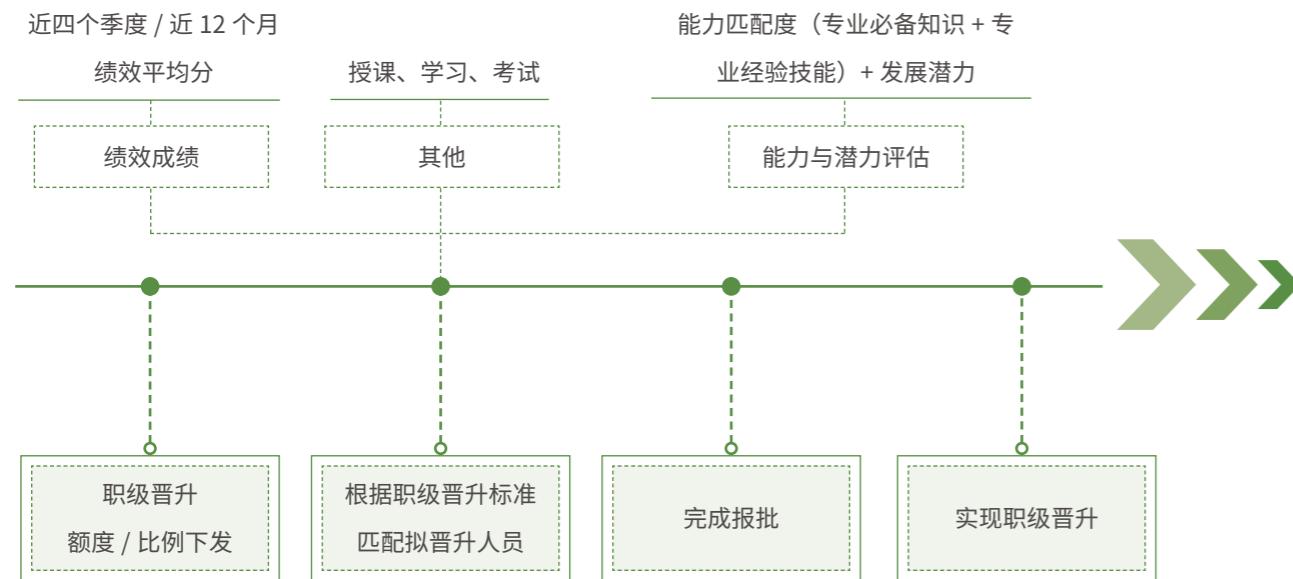 近四个季度 / 近 12 个月
绩效平均分
授课、学习、考试
能力匹配度（专业必备知识 + 专
业经验技能）+ 发展潜力
绩效成绩
其他
能力与潜力评估
职级晋升
额度 / 比例下发
根据职级晋升标准
匹配拟晋升人员
完成报批
实现职级晋升